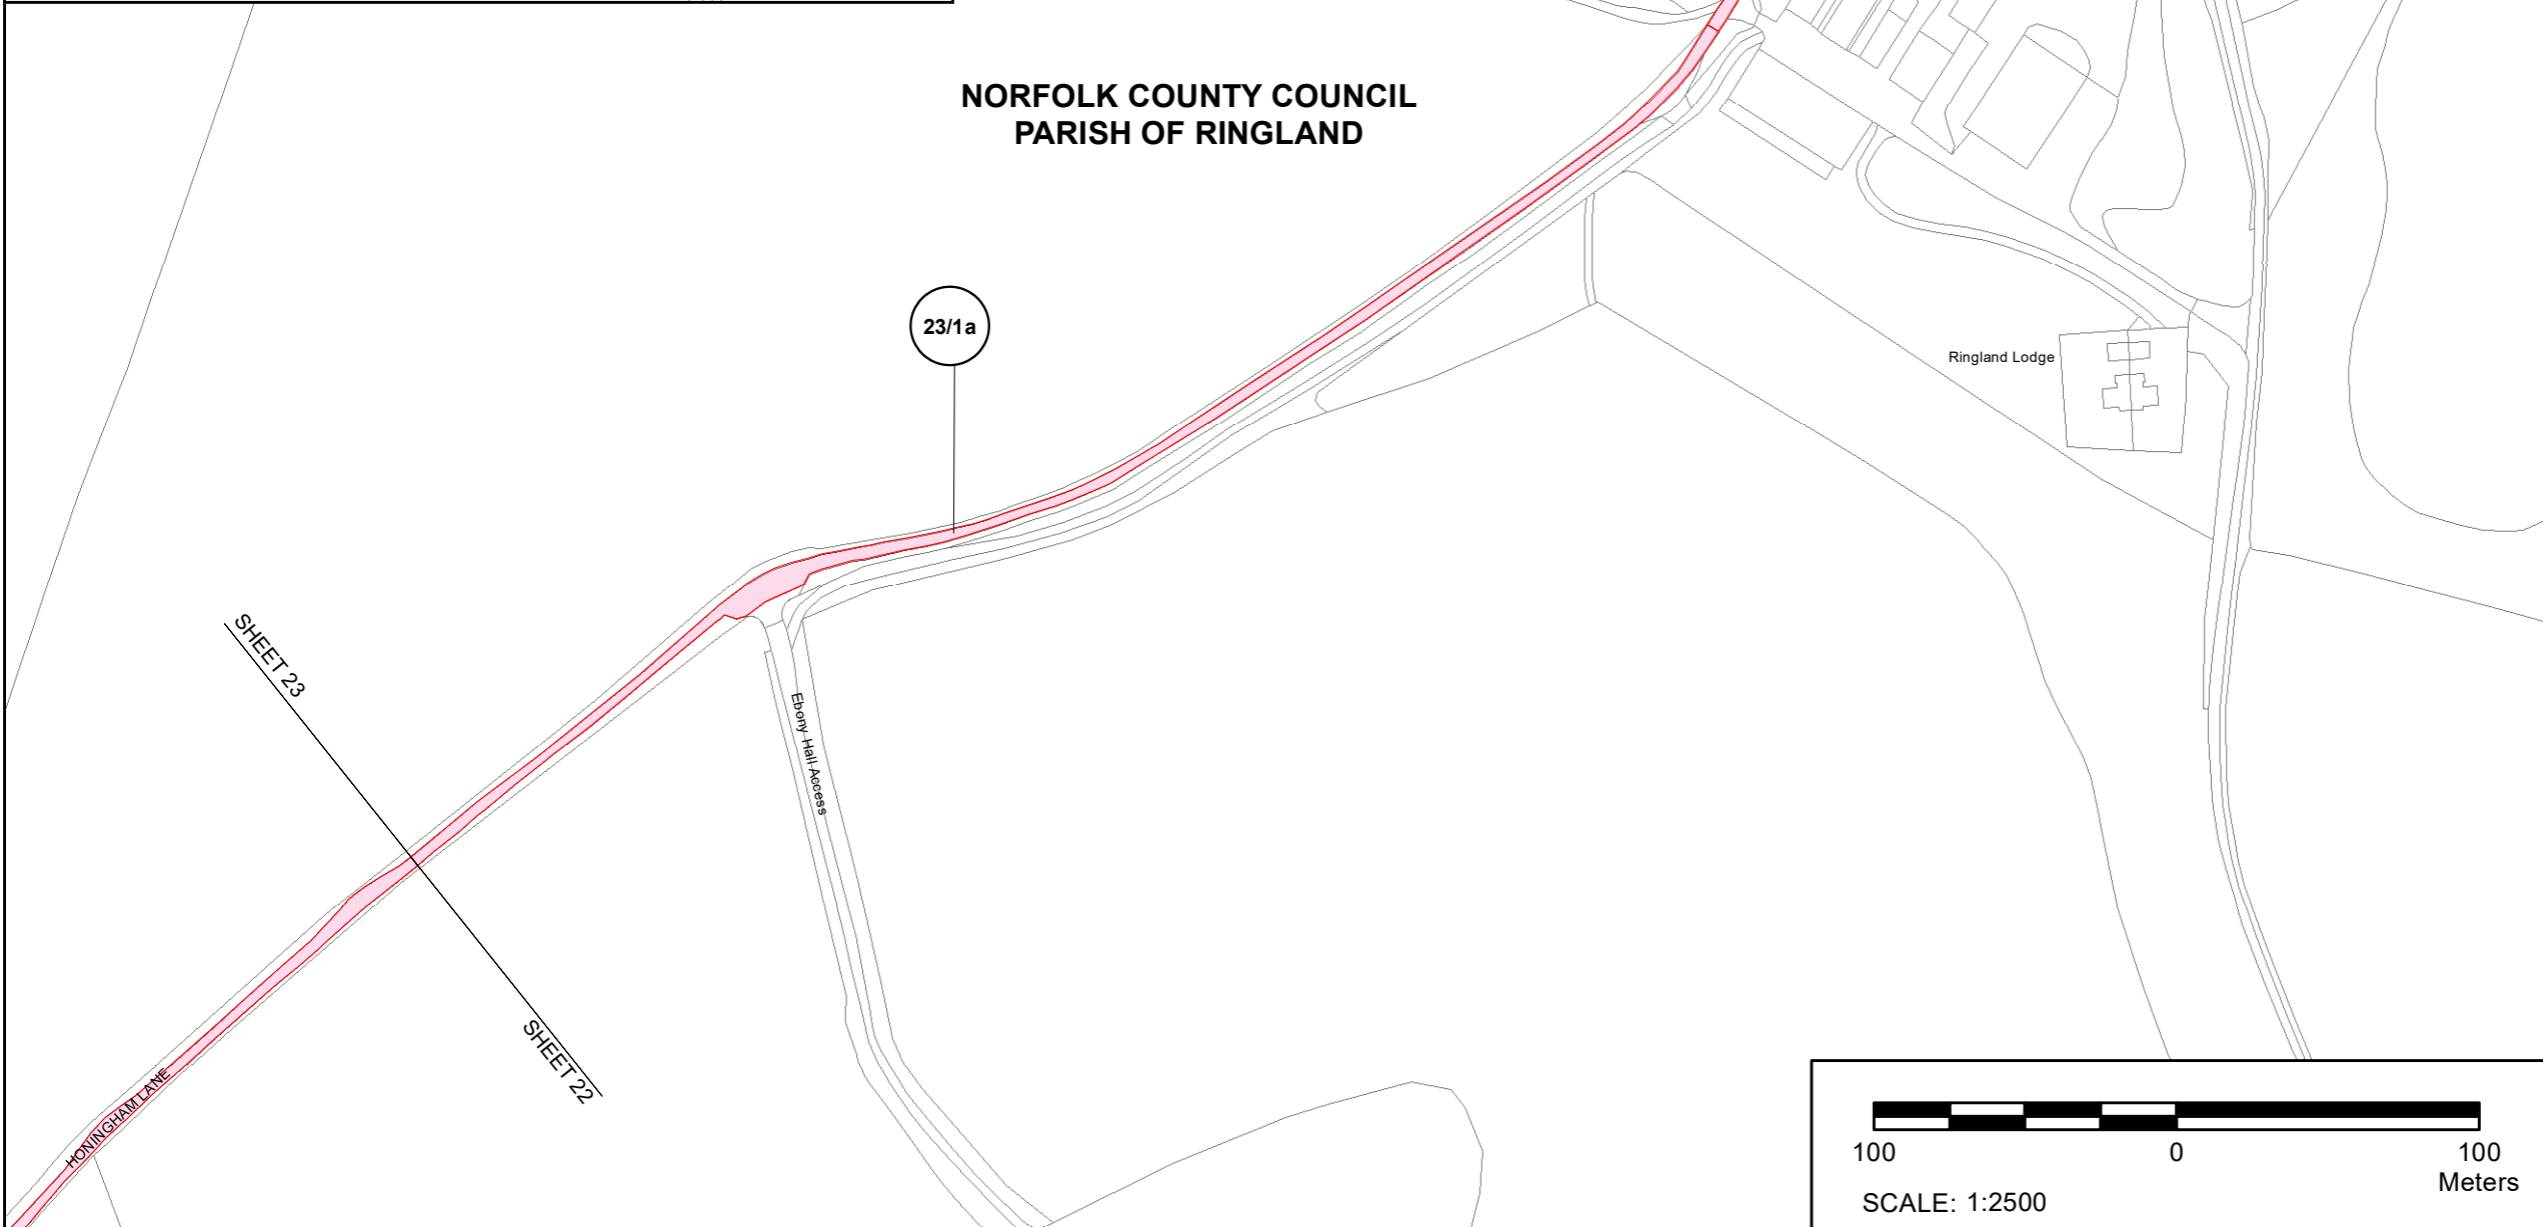 NORFOLK COUNTY COUNCIL
PARISH OF RINGLAND
23/1a
Ringland Lodge
SHEET 23
Ebony Hall Access
SHEET 22
HONINGHAM LANE
100 0 100
Meters
SCALE: 1:2500